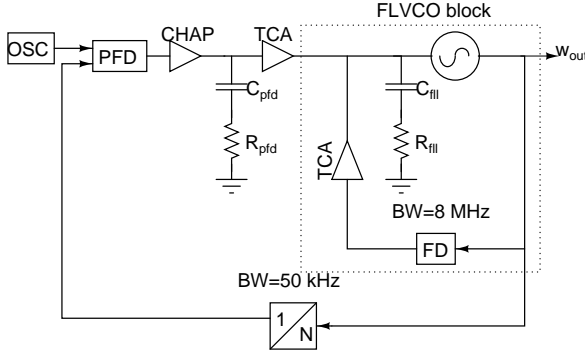 FLVCO block
CHAP
TCA
OSC
PFD
w_out
C_pfd
C_fll
R_pfd
R_fll
TCA
BW=8 MHz
FD
BW=50 kHz
1
N